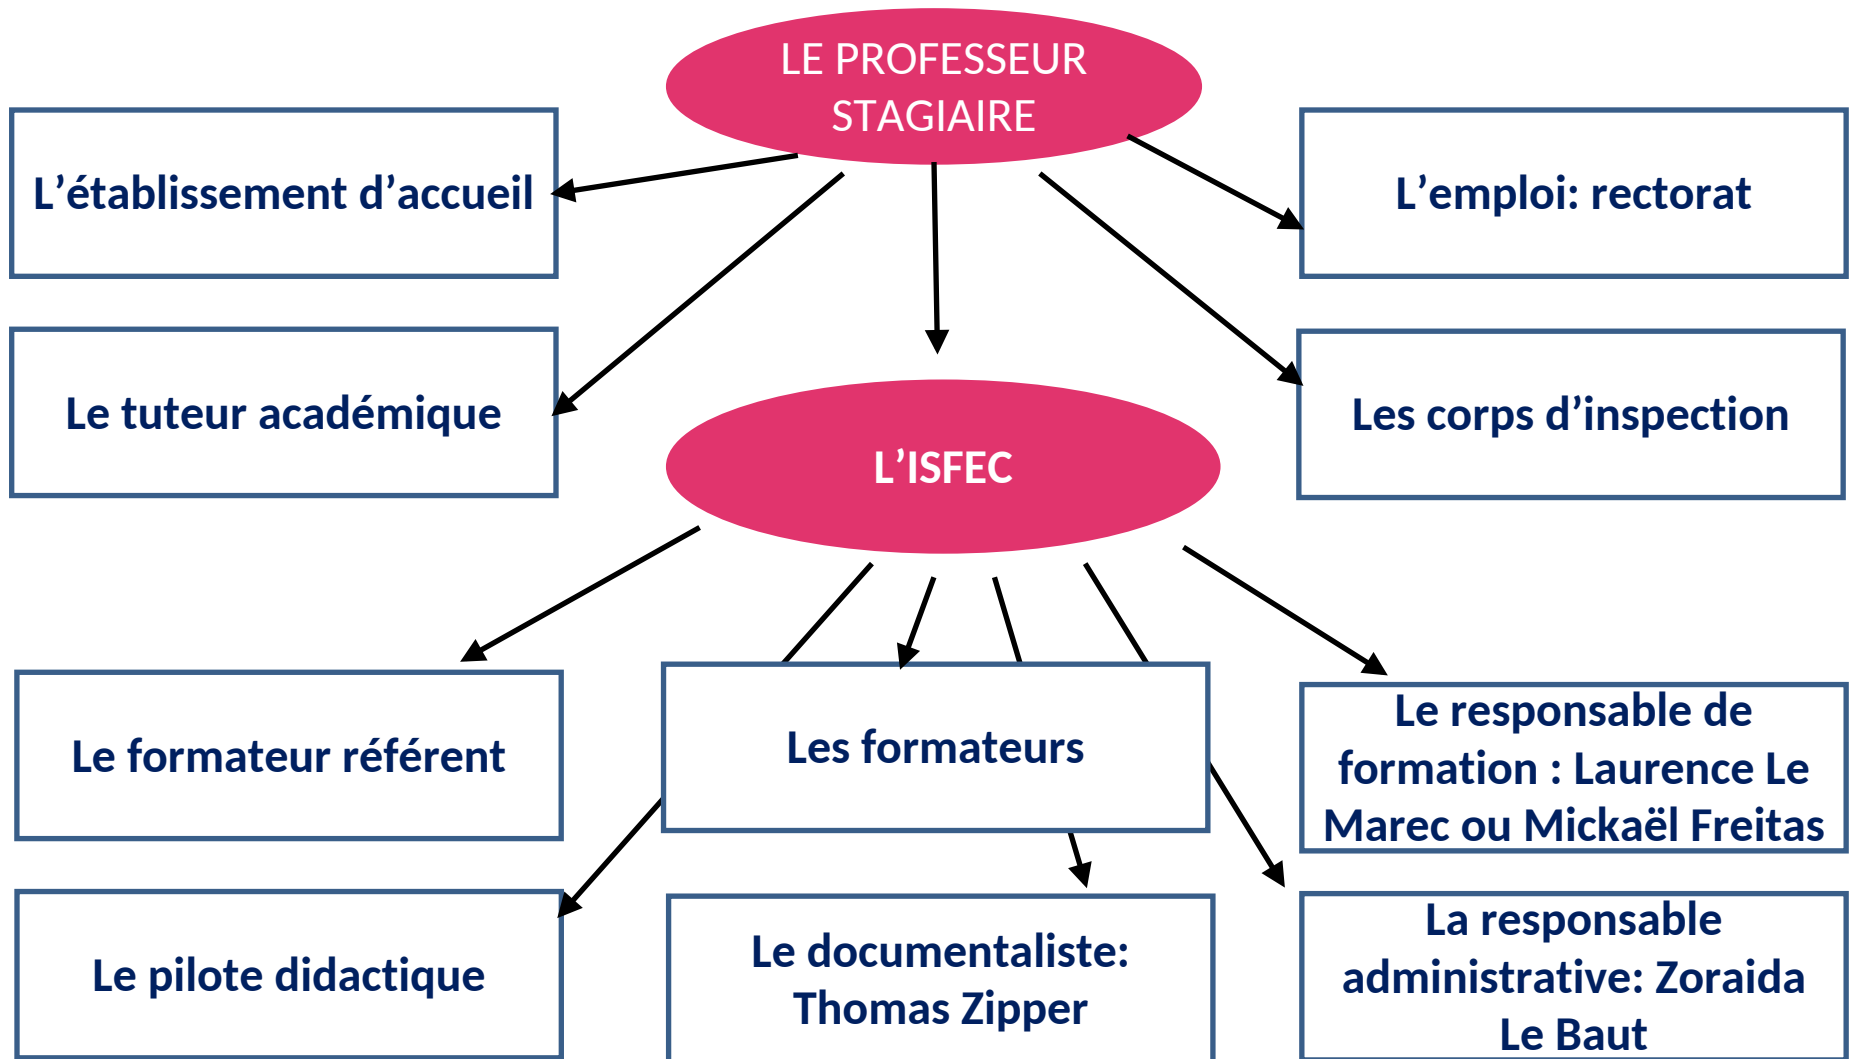 LE PROFESSEUR
STAGIAIRE
L’établissement d’accueil
L’emploi: rectorat
Le tuteur académique
Les corps d’inspection
L’ISFEC
Le formateur référent
Les formateurs
Le responsable de
formation : Laurence Le
Marec ou Mickaël Freitas
Le pilote didactique
Le documentaliste:
Thomas Zipper
La responsable
administrative: Zoraida
Le Baut